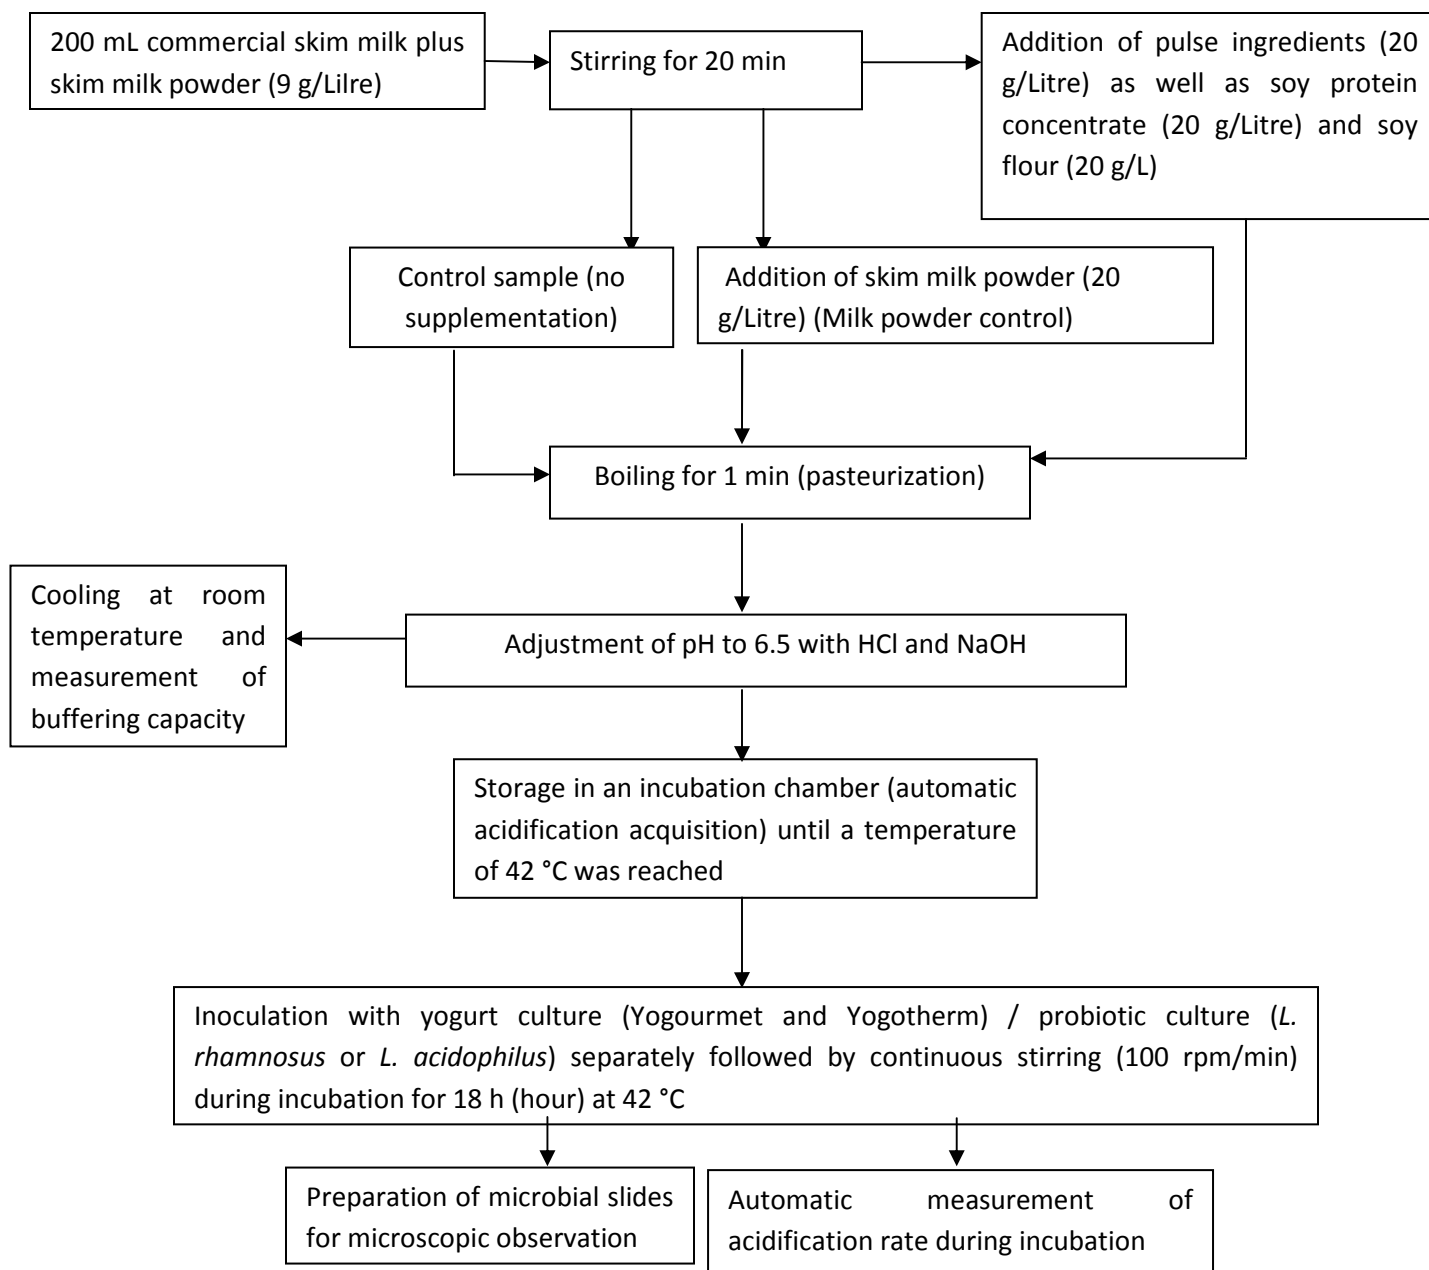 200 mL commercial skim milk plus
skim milk powder (9 g/Lilre)
Stirring for 20 min
Addition of pulse ingredients (20
g/Litre) as well as soy protein
concentrate (20 g/Litre) and soy
flour (20 g/L)
Control sample (no
supplementation)
Addition of skim milk powder (20
g/Litre) (Milk powder control)
Boiling for 1 min (pasteurization)
Cooling at room
temperature and
measurement of
buffering capacity
Adjustment of pH to 6.5 with HCl and NaOH
Storage in an incubation chamber (automatic
acidification acquisition) until a temperature
of 42 °C was reached
Inoculation with yogurt culture (Yogourmet and Yogotherm) / probiotic culture (L.
rhamnosus or L. acidophilus) separately followed by continuous stirring (100 rpm/min)
during incubation for 18 h (hour) at 42 °C
Preparation of microbial slides
for microscopic observation
Automatic measurement of
acidification rate during incubation